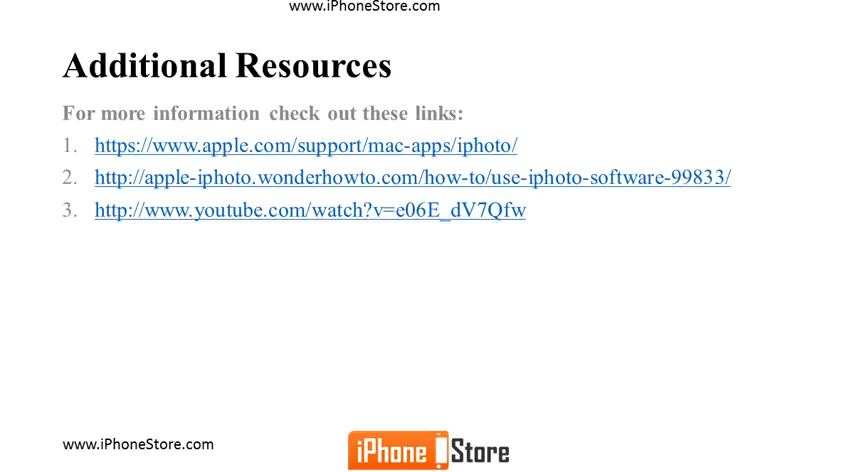 www.iPhoneStore.com
Additional Resources
For more information check out these links:
1. https://www.apple.com/support/mac-apps/iphoto/
2. http://apple-iphoto.wonderhowto.com/how-to/use-iphoto-software-99833/
3. http://www.youtube.com/watch?v=e06E_dV7Qfw
www.iPhoneStore.com
iPhone Store